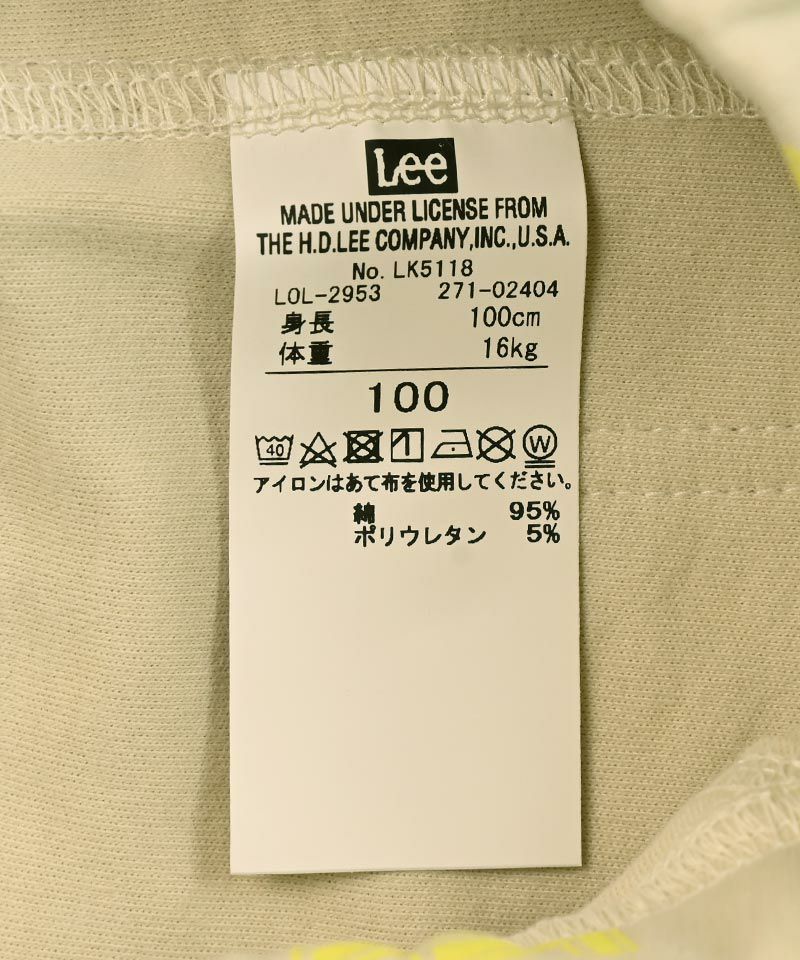 Lee
MADE UNDER LICENSE FROM
THE H.D.LEE COMPANY,INC.,U.S.A.
No. LK5118
LOL-2953 271-02404
身長 100cm
体重 16kg
100
40 1 W
アイロンはあて布を使用してください。
綿 95%
ポリウレタン 5%